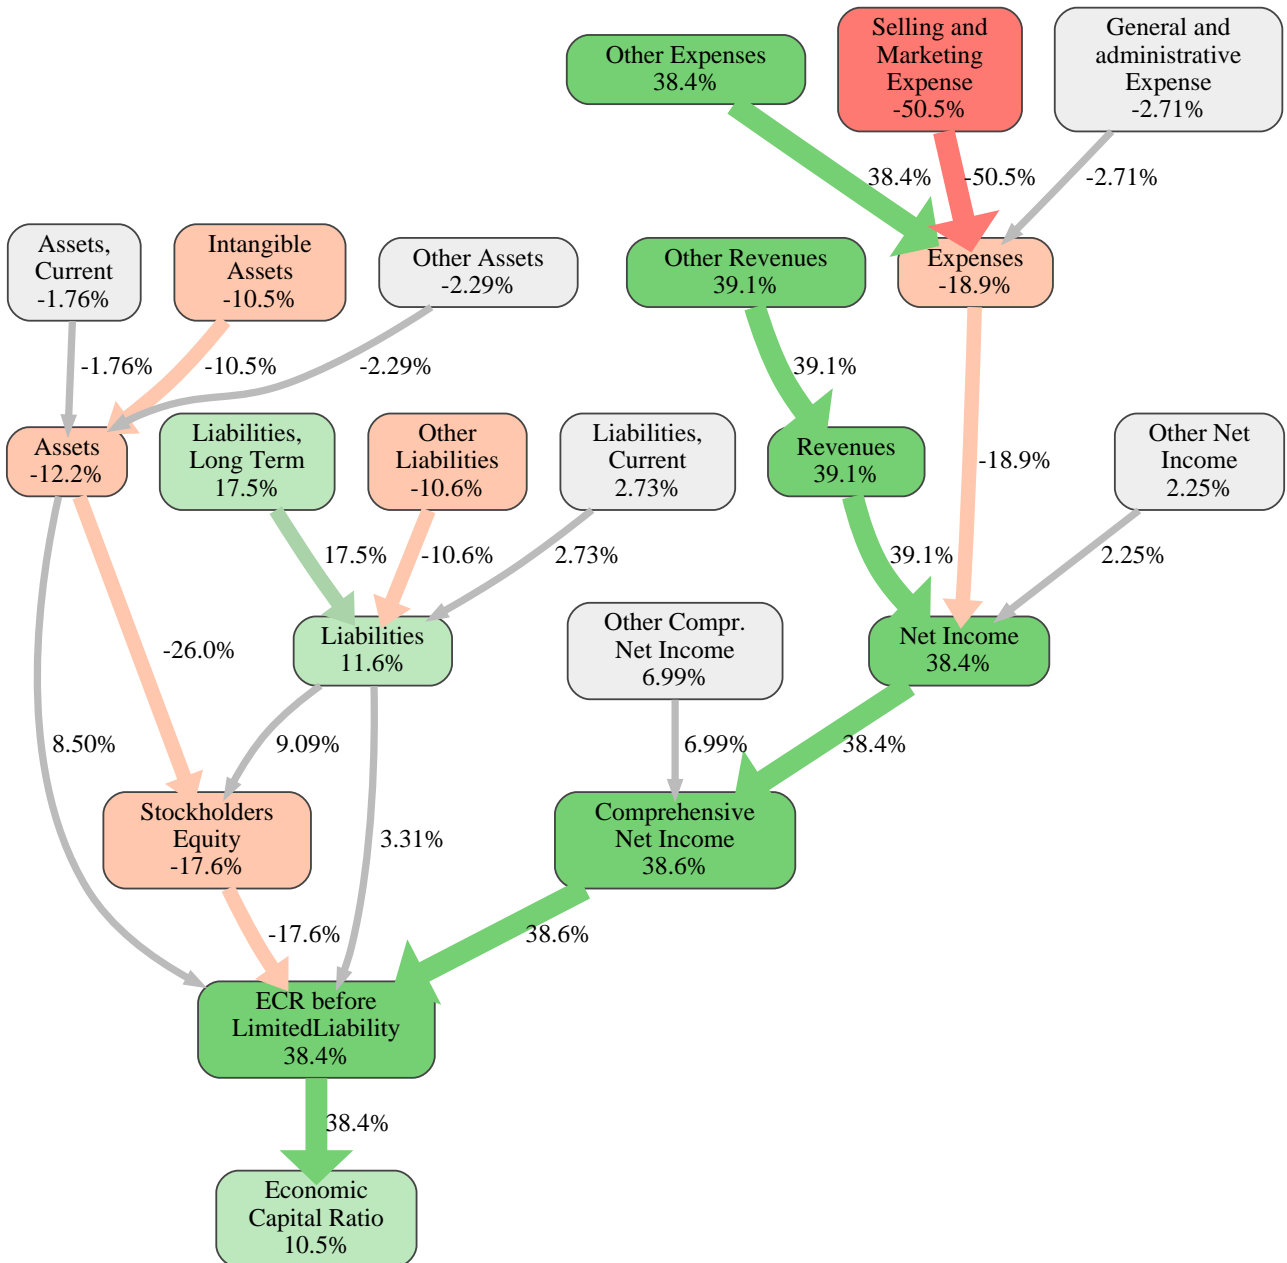 Other Expenses
38.4%
Selling and
Marketing
Expense
-50.5%
General and
administrative
Expense
-2.71%
38.4%
-50.5%
-2.71%
Assets,
Current
-1.76%
Intangible
Assets
-10.5%
Other Assets
-2.29%
Other Revenues
39.1%
Expenses
-18.9%
-1.76%
-10.5%
-2.29%
39.1%
Assets
-12.2%
Liabilities,
Long Term
17.5%
Other
Liabilities
-10.6%
Liabilities,
Current
2.73%
Revenues
39.1%
-18.9%
Other Net
Income
2.25%
17.5%
-10.6%
2.73%
39.1%
2.25%
-26.0%
Liabilities
11.6%
Other Compr.
Net Income
6.99%
Net Income
38.4%
8.50%
9.09%
6.99%
38.4%
Stockholders
Equity
-17.6%
3.31%
Comprehensive
Net Income
38.6%
-17.6%
38.6%
ECR before
LimitedLiability
38.4%
38.4%
Economic
Capital Ratio
10.5%